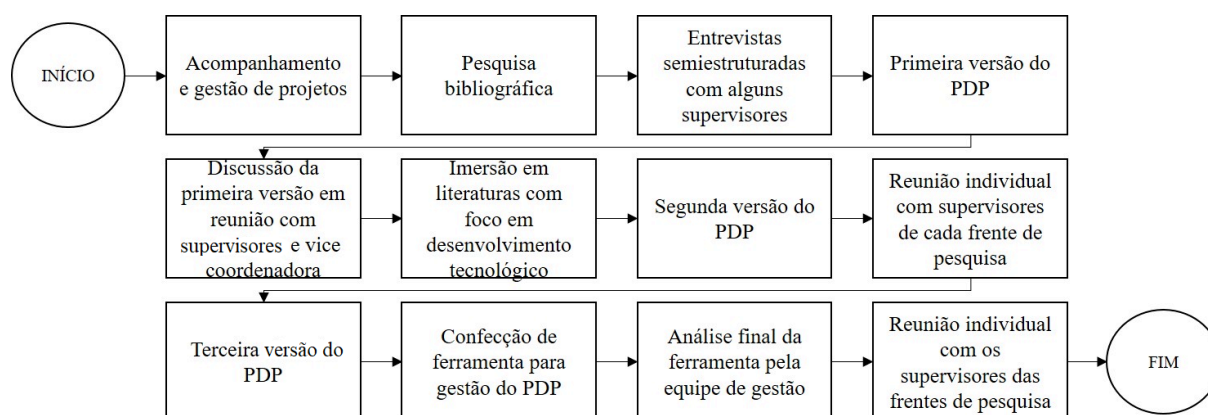 INÍCIO
Acompanhamento
e gestão de projetos
Pesquisa
bibliográfica
Entrevistas
semiestruturadas
com alguns
supervisores
Primeira versão do
PDP
Discussão da
primeira versão em
reunião com
supervisores e vice
coordenadora
Imersão em
literaturas com
foco em
desenvolvimento
tecnológico
Segunda versão do
PDP
Reunião individual
com supervisores
de cada frente de
pesquisa
Terceira versão do
PDP
Confecção de
ferramenta para
gestão do PDP
Análise final da
ferramenta pela
equipe de gestão
Reunião individual
com os
supervisores das
frentes de pesquisa
FIM